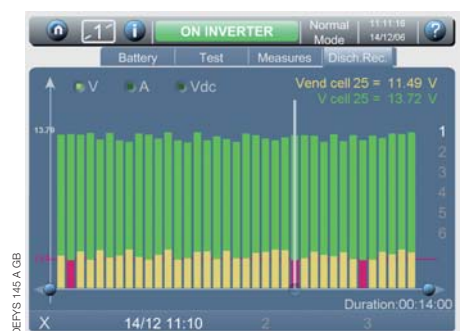 1
ON INVERTER
Normal Mode
11:11:16
14/12/06
?
Battery
Test
Measures
Disch.Rec.
V
A
Vdc
Vend cell 25 = 11.49 V
V cell 25 = 13.72 V
13.79
1
2
3
4
5
6
Duration:00:14:00
X
14/12 11:10
2
3
DEFYS 145 A GB